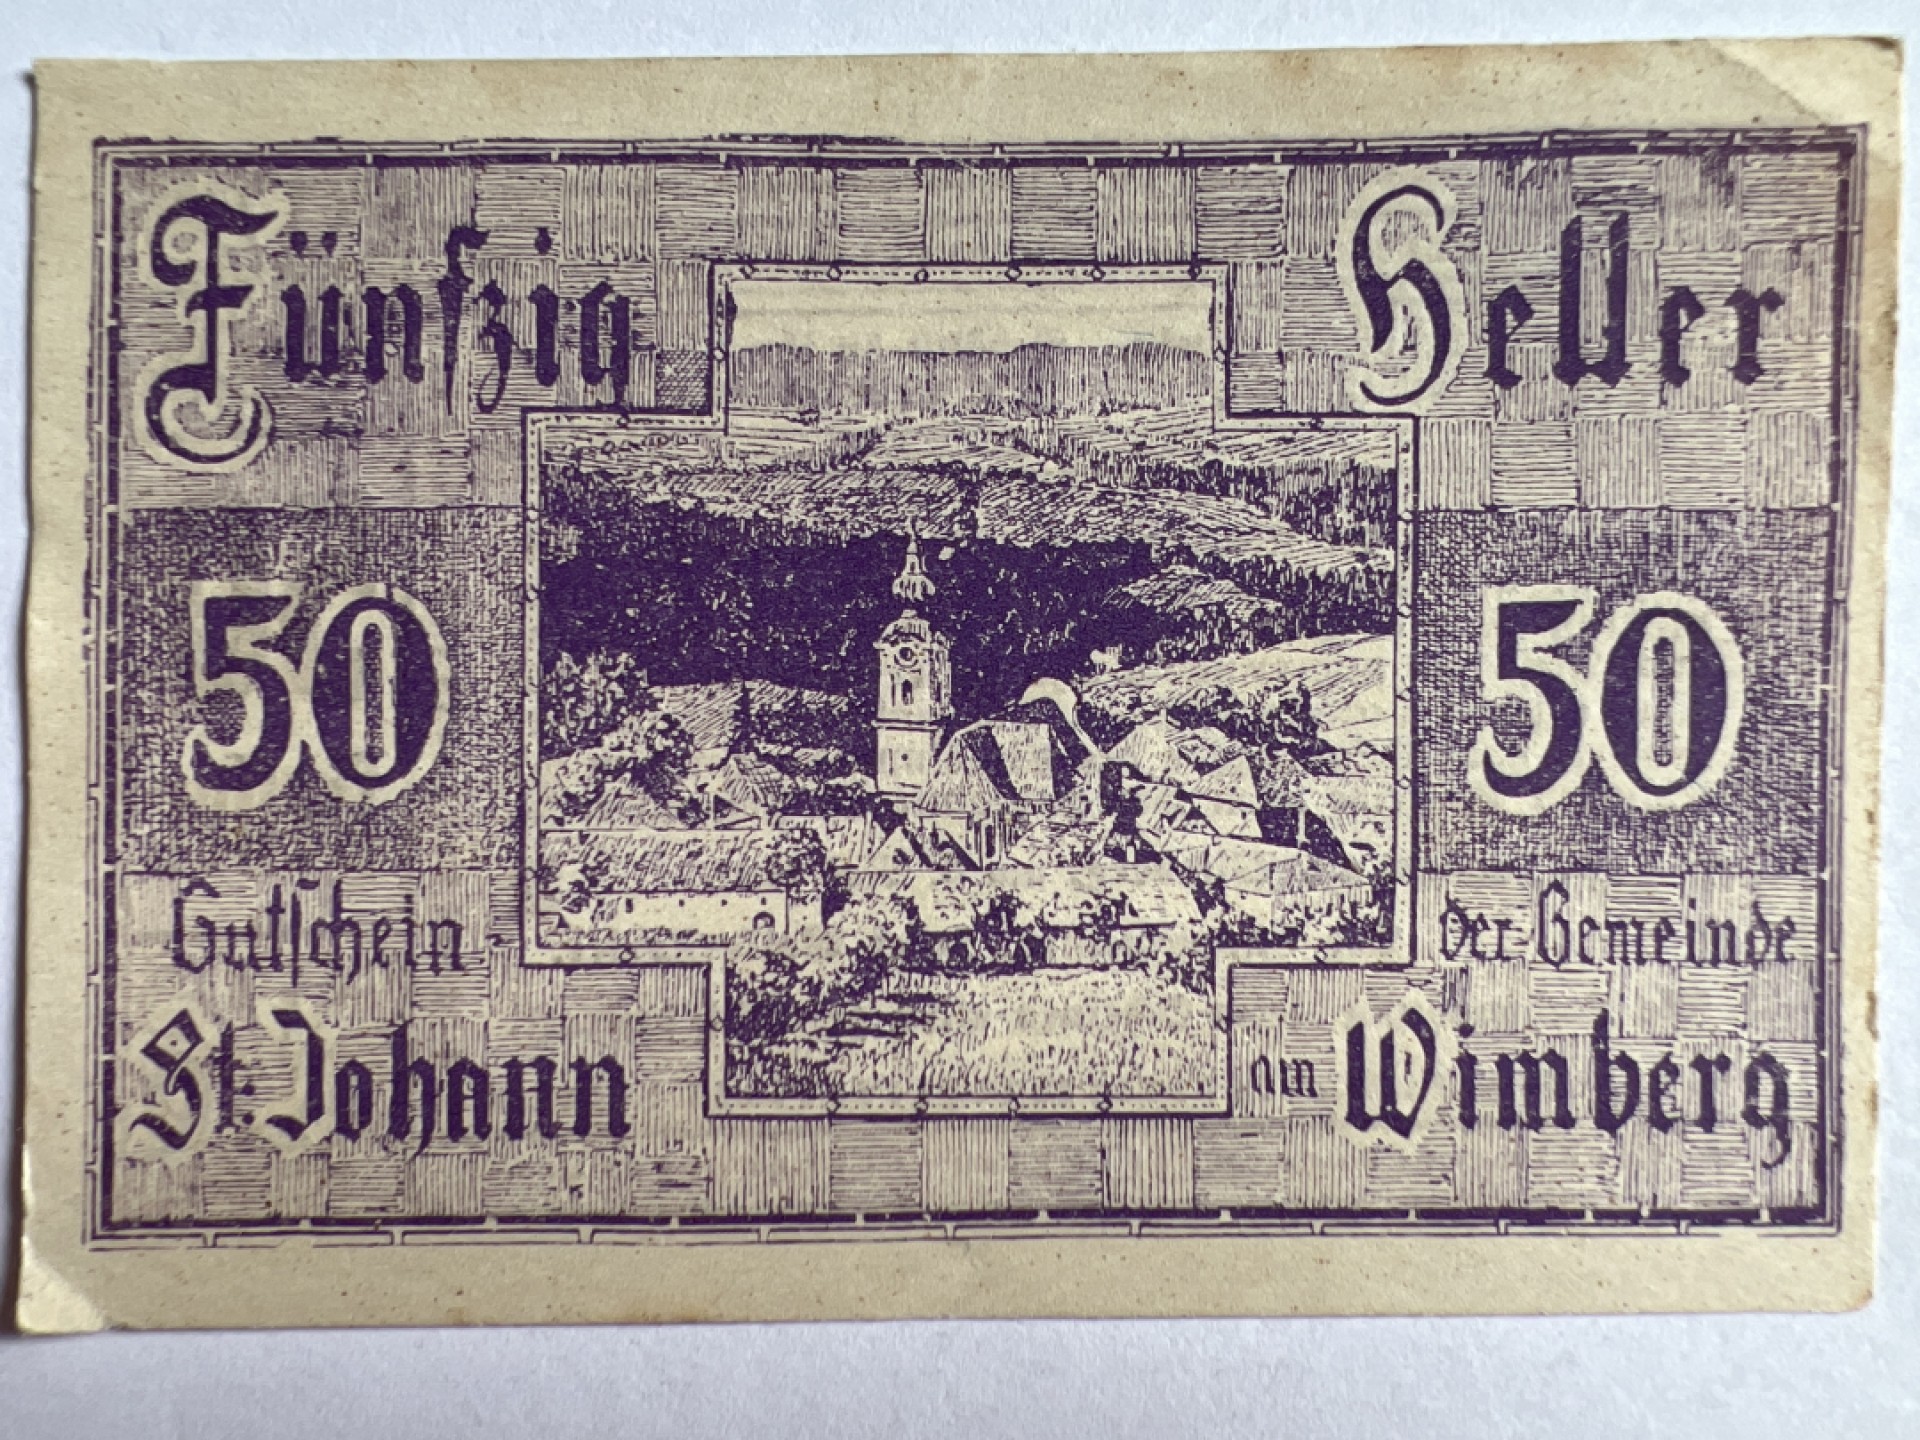 Fünfzig Heller
50 50
Gutschein der Gemeinde
St. Johann am Wimberg